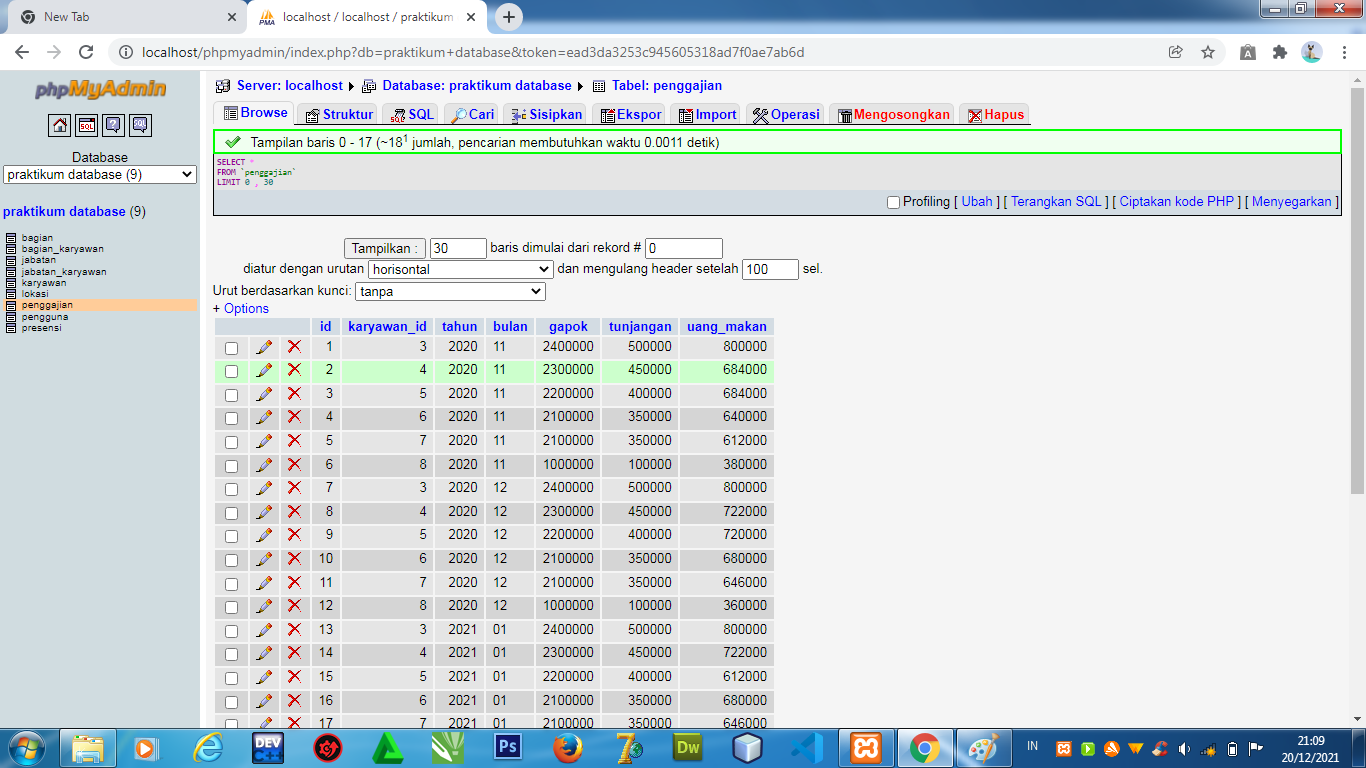 New Tab
localhost / localhost / praktikum
localhost/phpmyadmin/index.php?db=praktikum+database&token=ead3da3253c945605318ad7f0ae7ab6d
phpMyAdmin
Database
praktikum database (9)
praktikum database (9)
bagian
bagian_karyawan
jabatan
jabatan_karyawan
karyawan
lokasi
penggajian
pengguna
presensi
Server: localhost Database: praktikum database Tabel: penggajian
Browse Struktur SQL Cari Sisipkan Ekspor Import Operasi Mengosongkan Hapus
Tampilan baris 0 - 17 (~18¹ jumlah, pencarian membutuhkan waktu 0.0011 detik)
SELECT *
FROM `penggajian`
LIMIT 0 , 30
Profiling [ Ubah ] [ Terangkan SQL ] [ Ciptakan kode PHP ] [ Menyegarkan ]
Tampilkan : 30 baris dimulai dari rekord # 0
diatur dengan urutan horisontal dan mengulang header setelah 100 sel.
Urut berdasarkan kunci: tanpa
+ Options
id karyawan_id tahun bulan gapok tunjangan uang_makan
1 3 2020 11 2400000 500000 800000
2 4 2020 11 2300000 450000 684000
3 5 2020 11 2200000 400000 684000
4 6 2020 11 2100000 350000 640000
5 7 2020 11 2100000 350000 612000
6 8 2020 11 1000000 100000 380000
7 3 2020 12 2400000 500000 800000
8 4 2020 12 2300000 450000 722000
9 5 2020 12 2200000 400000 720000
10 6 2020 12 2100000 350000 680000
11 7 2020 12 2100000 350000 646000
12 8 2020 12 1000000 100000 360000
13 3 2021 01 2400000 500000 800000
14 4 2021 01 2300000 450000 722000
15 5 2021 01 2200000 400000 612000
16 6 2021 01 2100000 350000 680000
17 7 2021 01 2100000 350000 646000
IN
21:09
20/12/2021